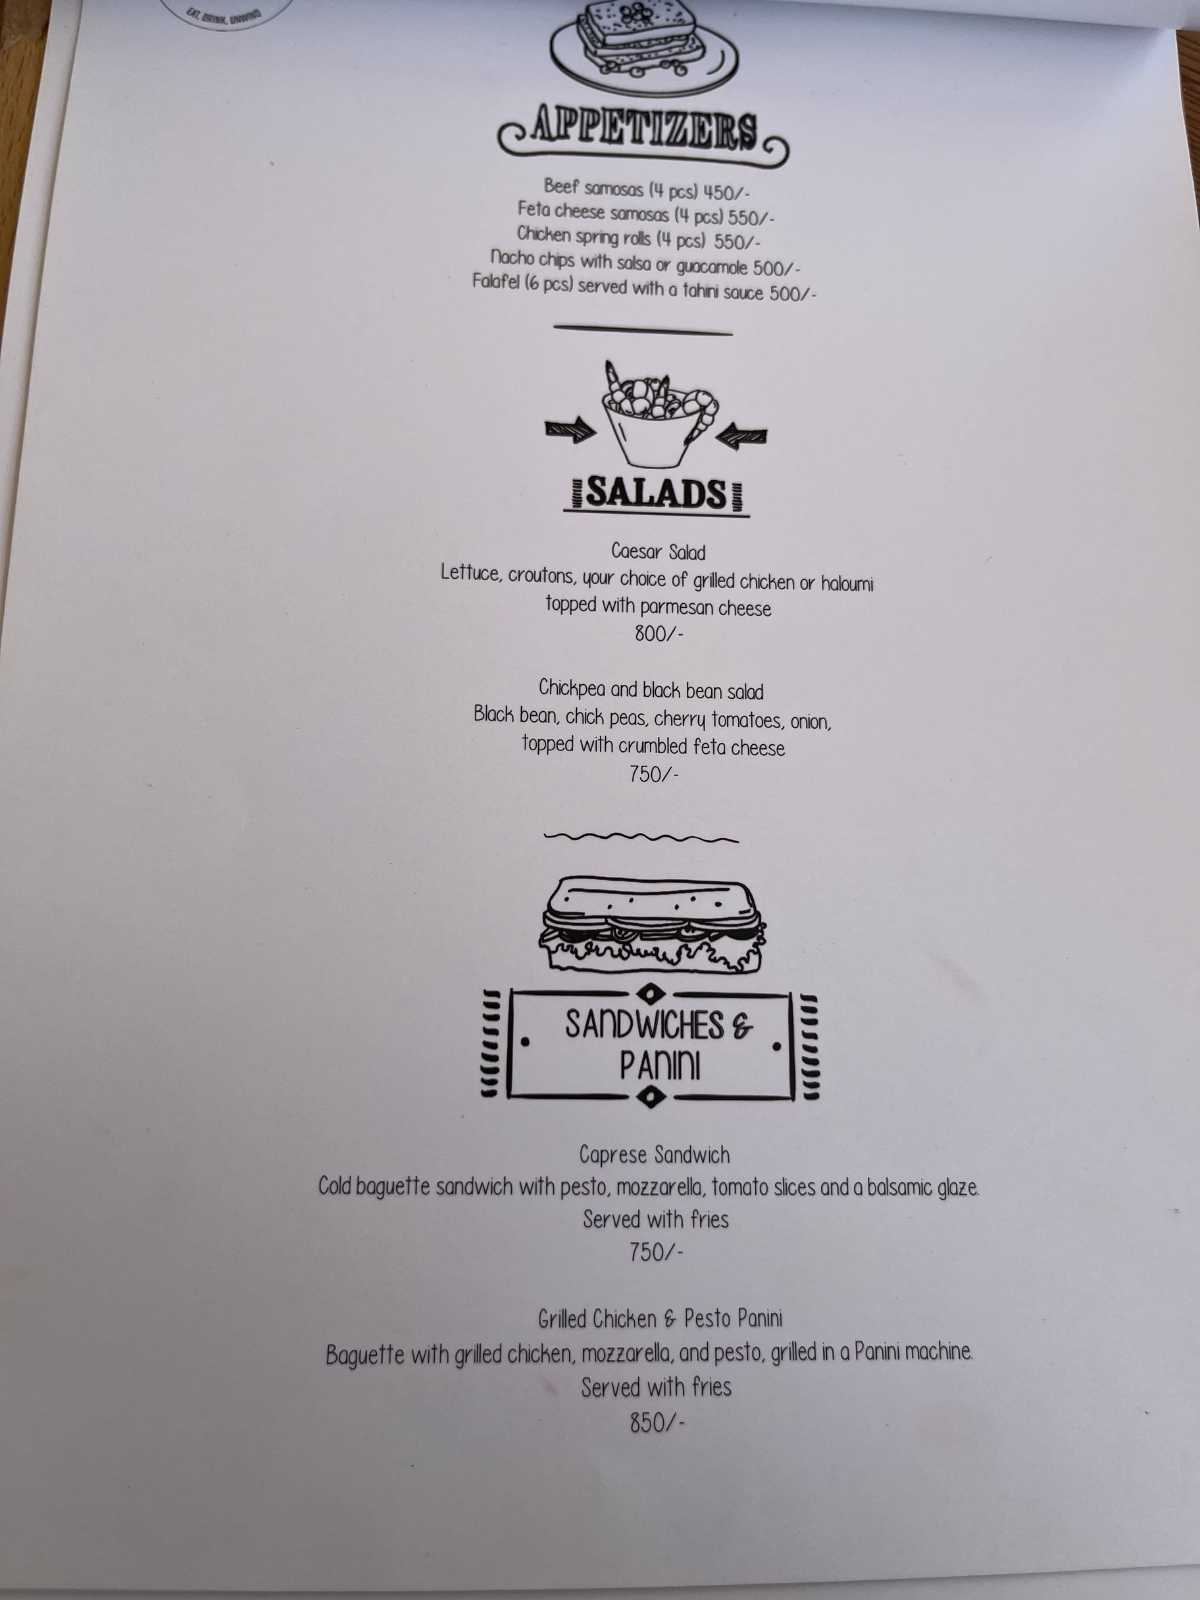 EAT, DRINK, UNWIND
APPETIZERS
Beef samosas (4 pcs) 450/-
Feta cheese samosas (4 pcs) 550/-
Chicken spring rolls (4 pcs) 550/-
Nacho chips with salsa or guacamole 500/-
Falafel (6 pcs) served with a tahini sauce 500/-
SALADS
Caesar Salad
Lettuce, croutons, your choice of grilled chicken or haloumi
topped with parmesan cheese
800/-
Chickpea and black bean salad
Black bean, chick peas, cherry tomatoes, onion,
topped with crumbled feta cheese
750/-
SANDWICHES &
PANINI
Caprese Sandwich
Cold baguette sandwich with pesto, mozzarella, tomato slices and a balsamic glaze.
Served with fries
750/-
Grilled Chicken & Pesto Panini
Baguette with grilled chicken, mozzarella, and pesto, grilled in a Panini machine.
Served with fries
850/-